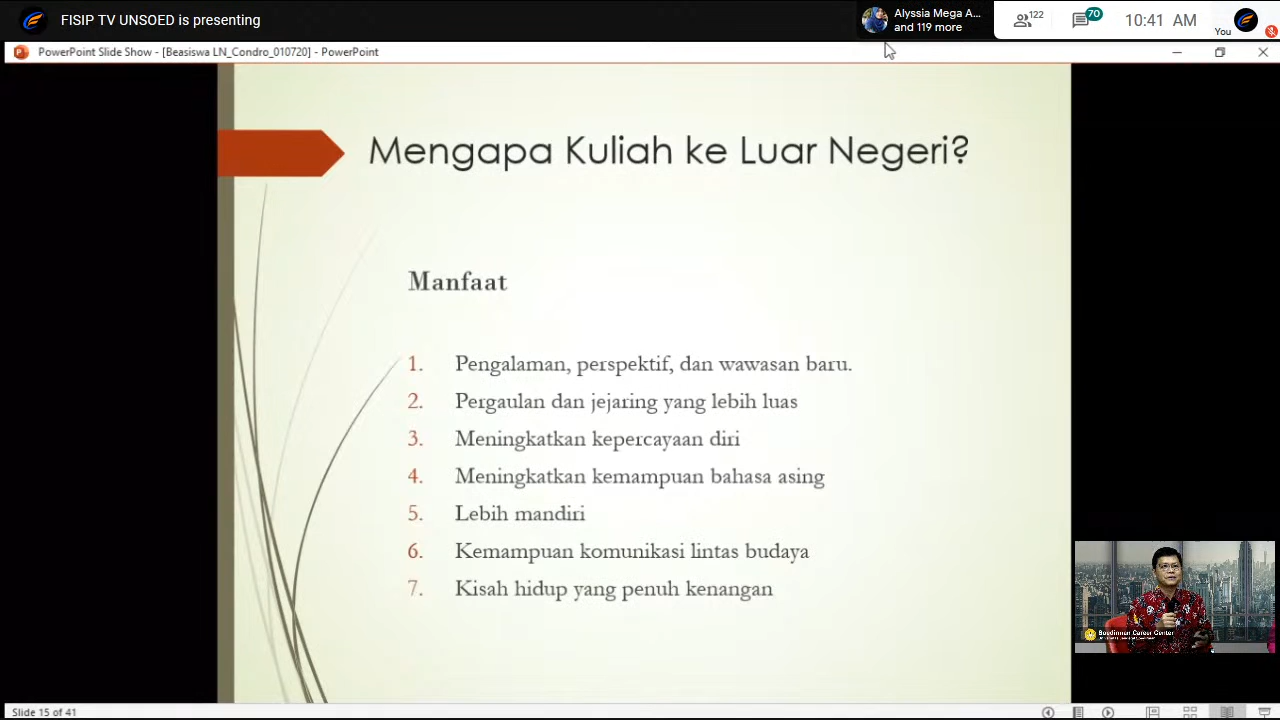 FISIP TV UNSOED is presenting
Alyssia Mega A...
and 119 more
122
70
10:41 AM
You
PowerPoint Slide Show - [Beasiswa LN_Condro_010720] - PowerPoint
Mengapa Kuliah ke Luar Negeri?
Manfaat
1. Pengalaman, perspektif, dan wawasan baru.
2. Pergaulan dan jejaring yang lebih luas
3. Meningkatkan kepercayaan diri
4. Meningkatkan kemampuan bahasa asing
5. Lebih mandiri
6. Kemampuan komunikasi lintas budaya
7. Kisah hidup yang penuh kenangan
Soedirman Career Center
Slide 15 of 41